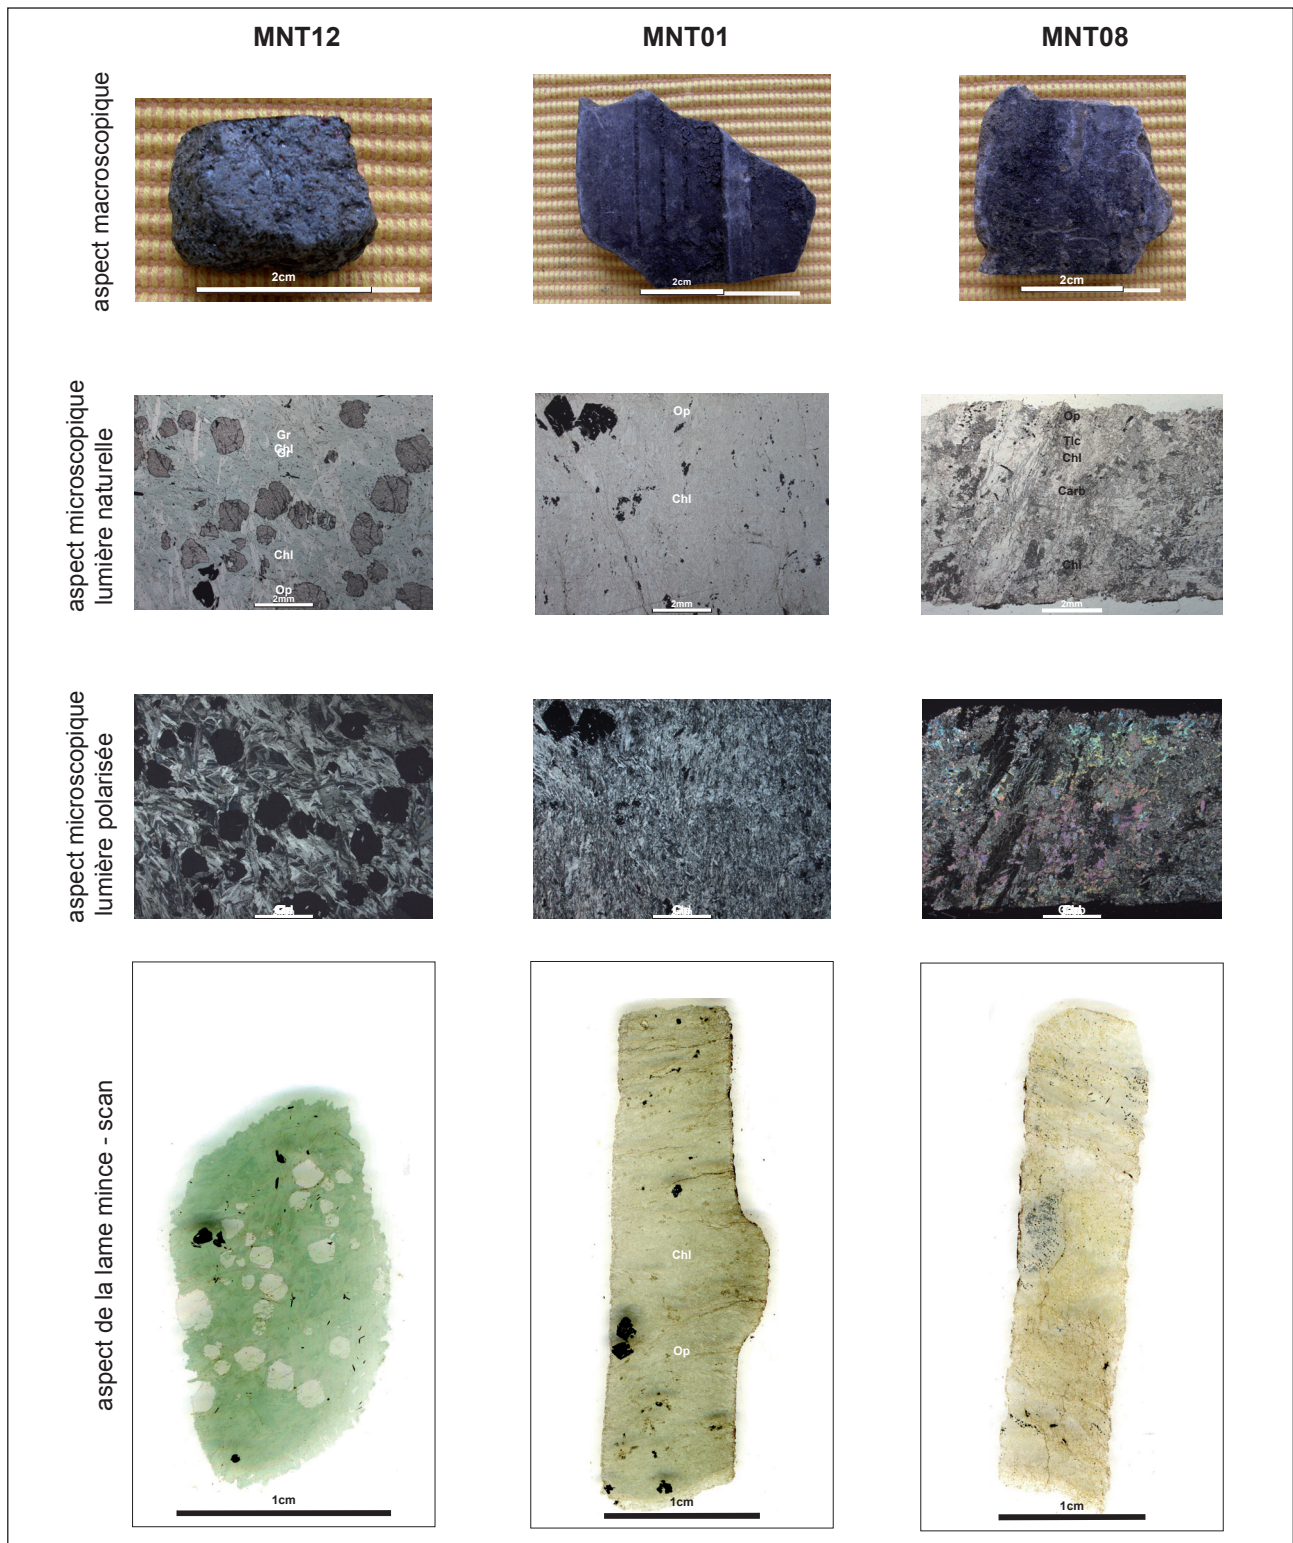 MNT12 MNT01 MNT08
aspect macroscopique
2cm 2cm 2cm
aspect microscopique
lumière naturelle
Gr
Chl
Chl
Op
2mm
Op
Chl
2mm
Op
Tlc
Chl
Carb
Chl
2mm
aspect microscopique
lumière polarisée
aspect de la lame mince - scan
Chl
Op
1cm 1cm 1cm